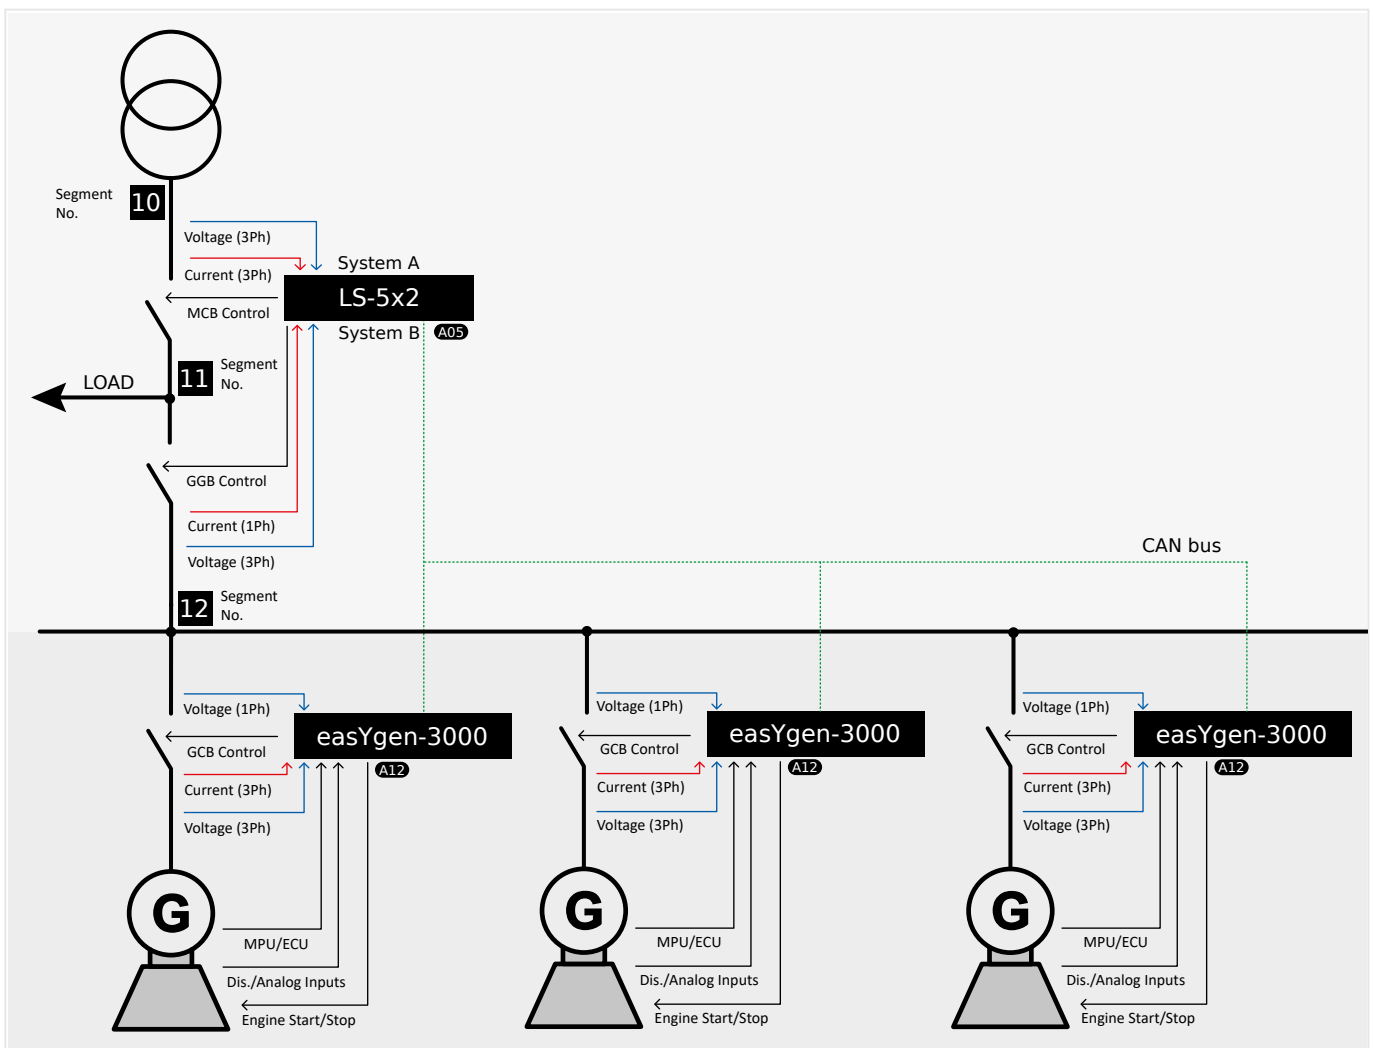 Segment
No.
10
Voltage (3Ph)
Current (3Ph)
System A
LS-5x2
MCB Control
System B
A05
LOAD
11
Segment
No.
GGB Control
Current (1Ph)
Voltage (3Ph)
CAN bus
12
Segment
No.
Voltage (1Ph)
GCB Control
easYgen-3000
A12
Current (3Ph)
Voltage (3Ph)
G
MPU/ECU
Dis./Analog Inputs
Engine Start/Stop
Voltage (1Ph)
GCB Control
easYgen-3000
A12
Current (3Ph)
Voltage (3Ph)
G
MPU/ECU
Dis./Analog Inputs
Engine Start/Stop
Voltage (1Ph)
GCB Control
easYgen-3000
A12
Current (3Ph)
Voltage (3Ph)
G
MPU/ECU
Dis./Analog Inputs
Engine Start/Stop